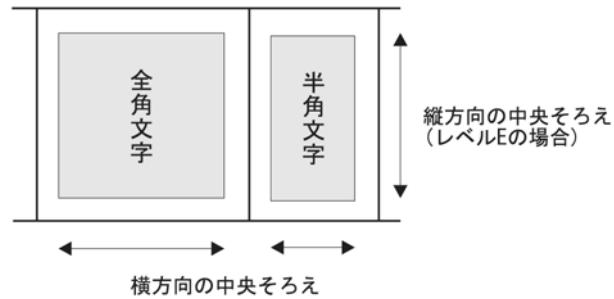 全角文字
半角文字
縦方向の中央そろえ
（レベルEの場合）
横方向の中央そろえ